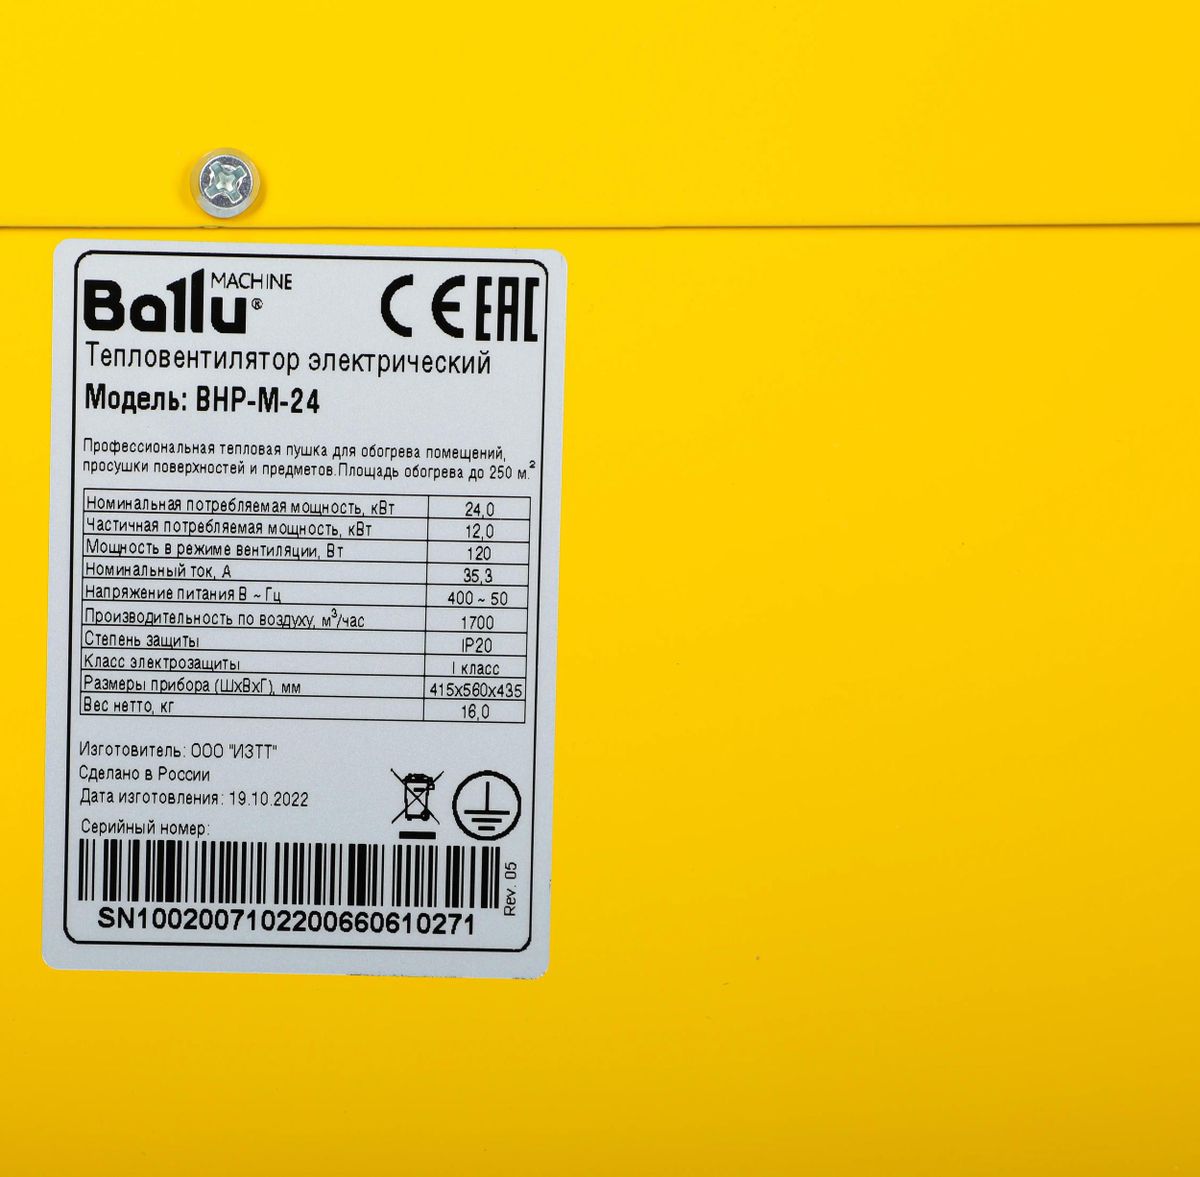 Ballu® MACHINE CE EAC
Тепловентилятор электрический
Модель: BHP-M-24
Профессиональная тепловая пушка для обогрева помещений,
просушки поверхностей и предметов.Площадь обогрева до 250 м.²
Номинальная потребляемая мощность, кВт 24,0
Частичная потребляемая мощность, кВт 12,0
Мощность в режиме вентиляции, Вт 120
Номинальный ток, А 35,3
Напряжение питания В ~ Гц 400 ~ 50
Производительность по воздуху, м³/час 1700
Степень защиты IP20
Класс электрозащиты I класс
Размеры прибора (ШхВхГ), мм 415х560х435
Вес нетто, кг 16,0
Изготовитель: ООО "ИЗТТ"
Сделано в России
Дата изготовления: 19.10.2022
Серийный номер:
Rev. 05
SN1002007102200660610271